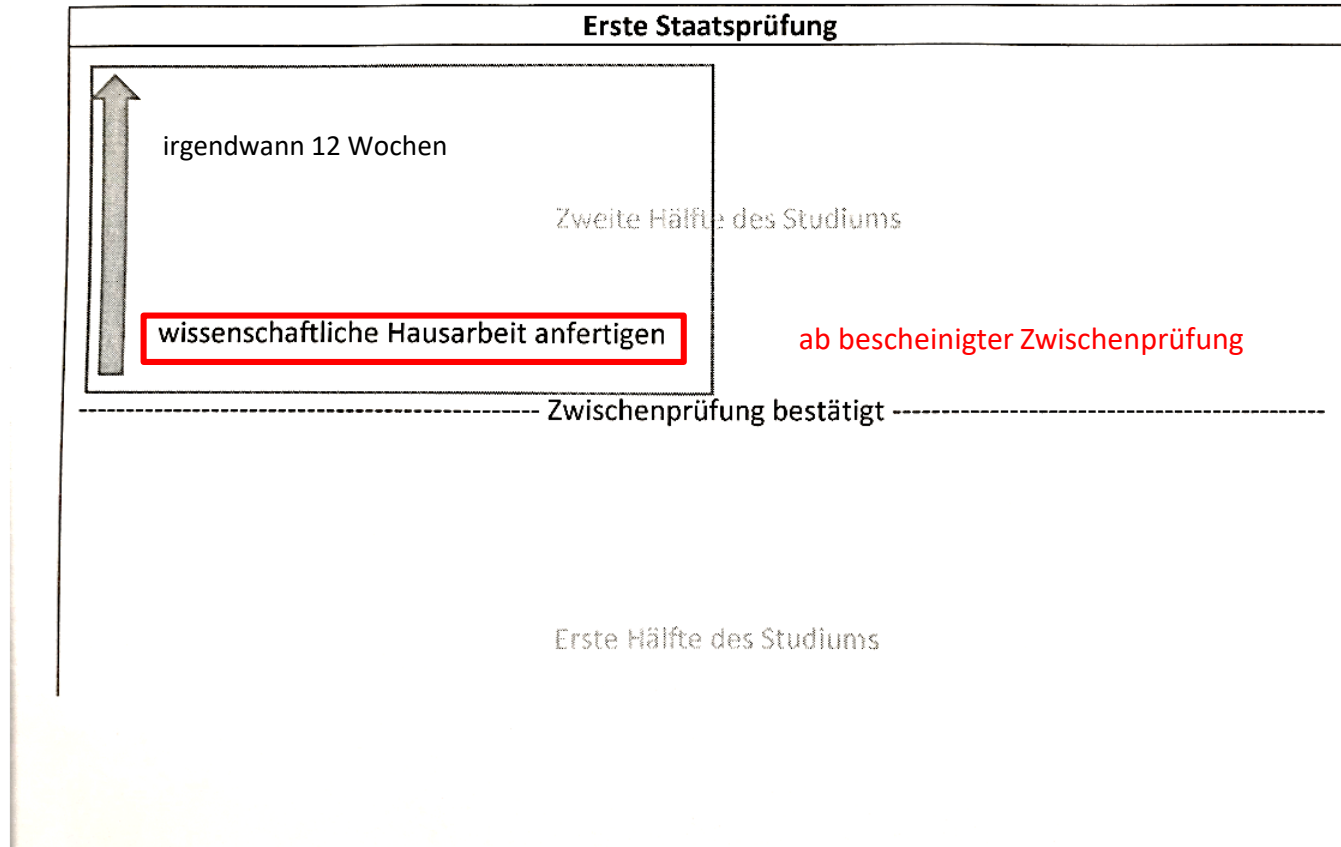 Erste Staatsprüfung
irgendwann 12 Wochen
Zweite Hälfte des Studiums
wissenschaftliche Hausarbeit anfertigen
ab bescheinigter Zwischenprüfung
Zwischenprüfung bestätigt
Erste Hälfte des Studiums